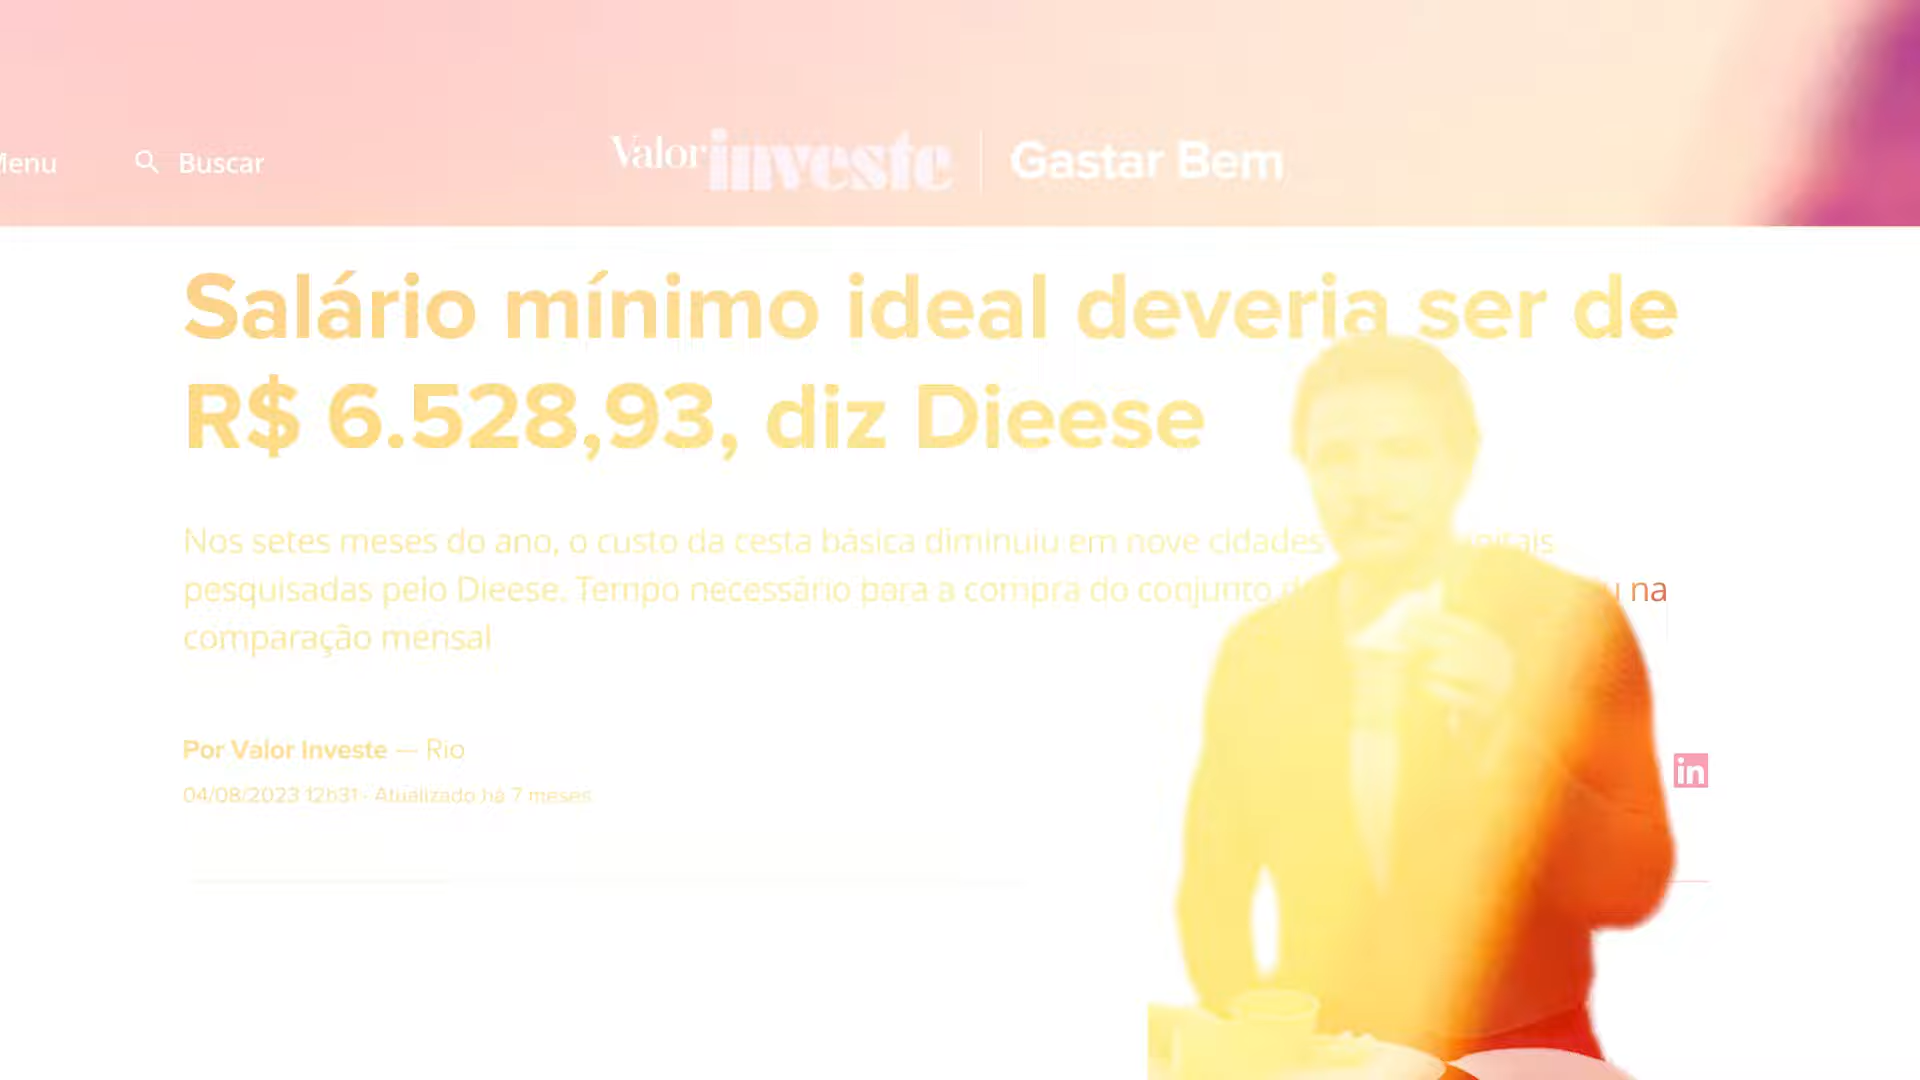 Menu
Buscar
Valor investe
Gastar Bem
Salário mínimo ideal deveria ser de
R$ 6.528,93, diz Dieese
Nos setes meses do ano, o custo da cesta básica diminuiu em nove cidades
pesquisadas pelo Dieese. Tempo necessário para a compra do conjunto na
comparação mensal
Por Valor Investe — Rio
04/08/2023 12h31 - Atualizado há 7 meses
in